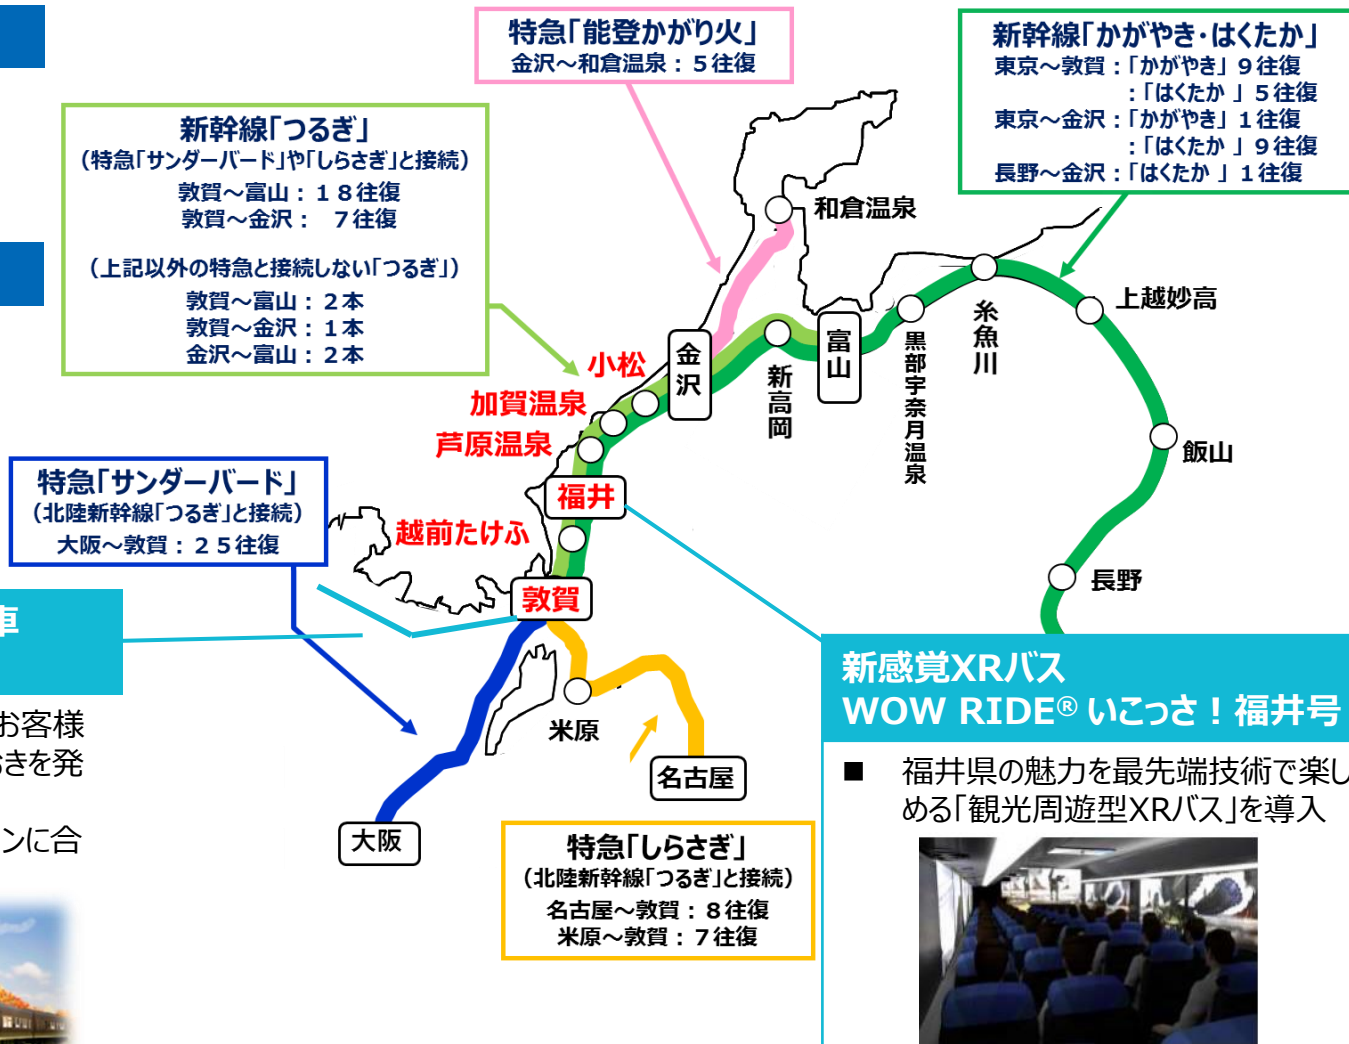 特急「能登かがり火」
金沢～和倉温泉：５往復
新幹線「かがやき・はくたか」
東京～敦賀：「かがやき」９往復
：「はくたか 」５往復
東京～金沢：「かがやき」１往復
：「はくたか 」９往復
長野～金沢：「はくたか 」１往復
新幹線「つるぎ」
（特急「サンダーバード」や「しらさぎ」と接続）
敦賀～富山：１８往復
敦賀～金沢：　７往復
（上記以外の特急と接続しない「つるぎ」）
敦賀～富山：２本
敦賀～金沢：１本
金沢～富山：２本
和倉温泉
上越妙高
糸魚川
黒部宇奈月温泉
富山
新高岡
金沢
小松
加賀温泉
芦原温泉
福井
越前たけふ
敦賀
飯山
長野
特急「サンダーバード」
（北陸新幹線「つるぎ」と接続）
大阪～敦賀：２５往復
車
お客様
おきを発
ンに合
米原
名古屋
大阪
特急「しらさぎ」
（北陸新幹線「つるぎ」と接続）
名古屋～敦賀：８往復
米原～敦賀：７往復
新感覚XRバス
WOW RIDE® いこっさ！福井号
■ 福井県の魅力を最先端技術で楽し
める「観光周遊型XRバス」を導入